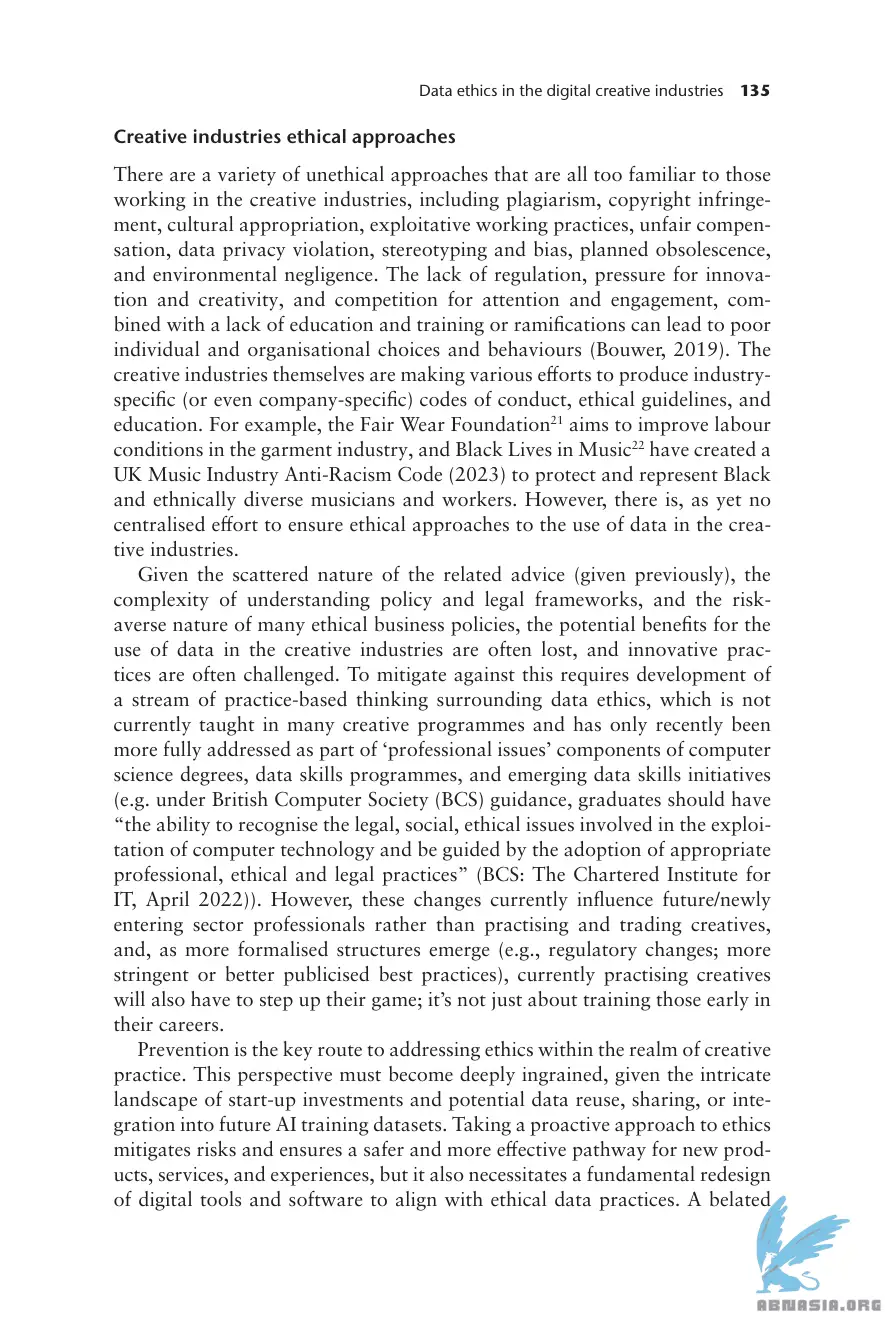 Data ethics in the digital creative industries 135
Creative industries ethical approaches
There are a variety of unethical approaches that are all too familiar to those
working in the creative industries, including plagiarism, copyright infringe-
ment, cultural appropriation, exploitative working practices, unfair compen-
sation, data privacy violation, stereotyping and bias, planned obsolescence,
and environmental negligence. The lack of regulation, pressure for innova-
tion and creativity, and competition for attention and engagement, com-
bined with a lack of education and training or ramifications can lead to poor
individual and organisational choices and behaviours (Bouwer, 2019). The
creative industries themselves are making various efforts to produce industry-
specific (or even company-specific) codes of conduct, ethical guidelines, and
education. For example, the Fair Wear Foundation²¹ aims to improve labour
conditions in the garment industry, and Black Lives in Music²² have created a
UK Music Industry Anti-Racism Code (2023) to protect and represent Black
and ethnically diverse musicians and workers. However, there is, as yet no
centralised effort to ensure ethical approaches to the use of data in the crea-
tive industries.
Given the scattered nature of the related advice (given previously), the
complexity of understanding policy and legal frameworks, and the risk-
averse nature of many ethical business policies, the potential benefits for the
use of data in the creative industries are often lost, and innovative prac-
tices are often challenged. To mitigate against this requires development of
a stream of practice-based thinking surrounding data ethics, which is not
currently taught in many creative programmes and has only recently been
more fully addressed as part of ‘professional issues’ components of computer
science degrees, data skills programmes, and emerging data skills initiatives
(e.g. under British Computer Society (BCS) guidance, graduates should have
“the ability to recognise the legal, social, ethical issues involved in the exploi-
tation of computer technology and be guided by the adoption of appropriate
professional, ethical and legal practices” (BCS: The Chartered Institute for
IT, April 2022)). However, these changes currently influence future/newly
entering sector professionals rather than practising and trading creatives,
and, as more formalised structures emerge (e.g., regulatory changes; more
stringent or better publicised best practices), currently practising creatives
will also have to step up their game; it’s not just about training those early in
their careers.
Prevention is the key route to addressing ethics within the realm of creative
practice. This perspective must become deeply ingrained, given the intricate
landscape of start-up investments and potential data reuse, sharing, or inte-
gration into future AI training datasets. Taking a proactive approach to ethics
mitigates risks and ensures a safer and more effective pathway for new prod-
ucts, services, and experiences, but it also necessitates a fundamental redesign
of digital tools and software to align with ethical data practices. A belated
ABNASIA.ORG